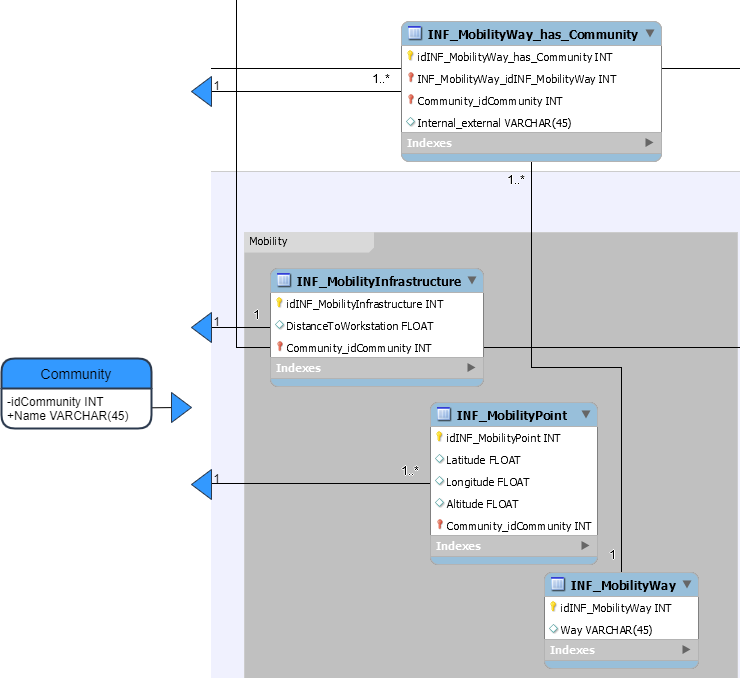 INF_MobilityWay_has_Community
idINF_MobilityWay_has_Community INT
INF_MobilityWay_idINF_MobilityWay INT
Community_idCommunity INT
Internal_external VARCHAR(45)
Indexes
1..*
1
1..*
Mobility
INF_MobilityInfrastructure
idINF_MobilityInfrastructure INT
DistanceToWorkstation FLOAT
Community_idCommunity INT
Indexes
1
1
Community
-idCommunity INT
+Name VARCHAR(45)
INF_MobilityPoint
idINF_MobilityPoint INT
Latitude FLOAT
Longitude FLOAT
Altitude FLOAT
Community_idCommunity INT
Indexes
1..*
1
1
INF_MobilityWay
idINF_MobilityWay INT
Way VARCHAR(45)
Indexes